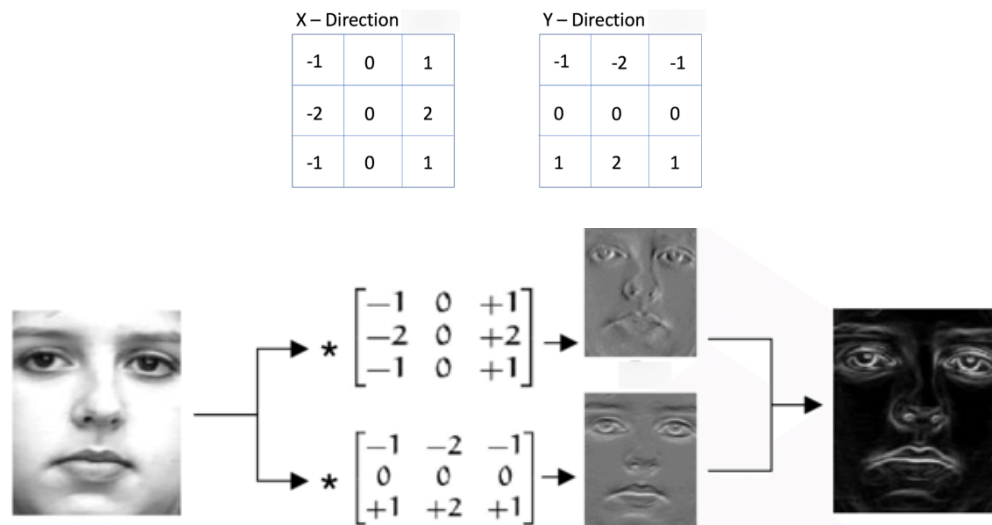 X – Direction
Y – Direction
-1 0 1
-2 0 2
-1 0 1
-1 -2 -1
0 0 0
1 2 1
* [−1 0 +1
−2 0 +2
−1 0 +1]
* [−1 −2 −1
0 0 0
+1 +2 +1]